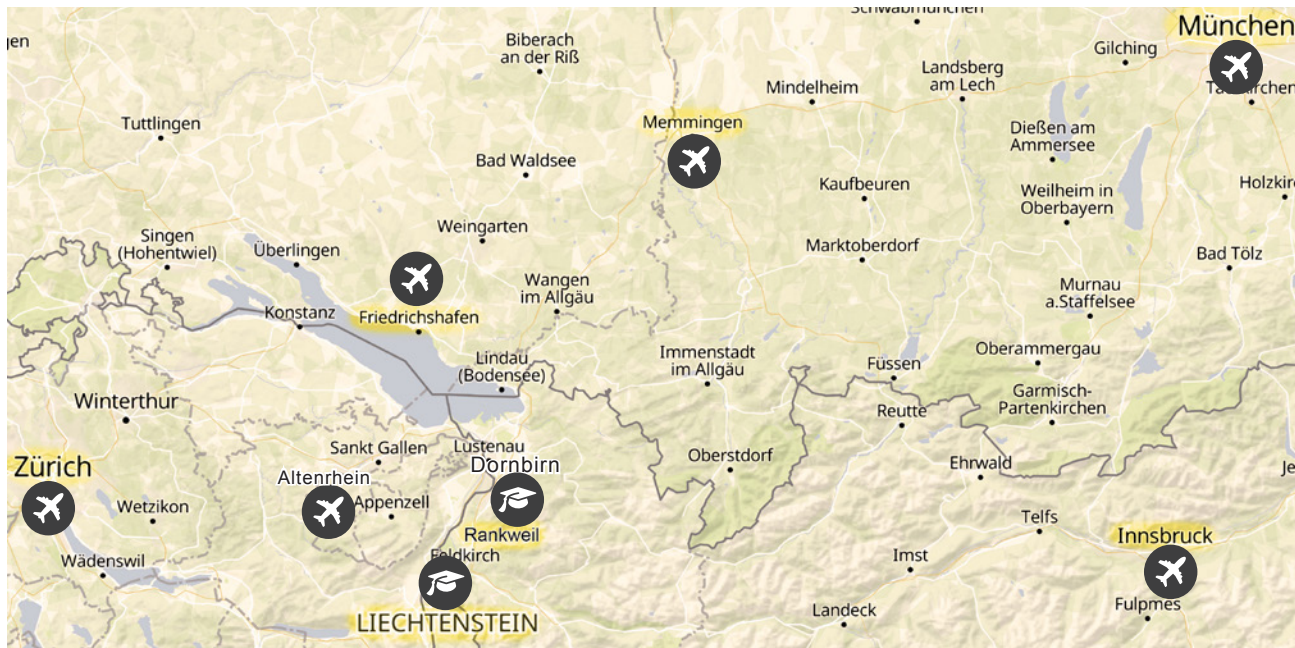 Schwabmünchen
München
gen
Biberach
an der Riß
Gilching
Landsberg
am Lech
Mindelheim
Memmingen
Tuttlingen
Dießen am
Ammersee
Bad Waldsee
Kaufbeuren
Weilheim in
Oberbayern
Holzkir
Weingarten
Singen
(Hohentwiel)
Überlingen
Marktoberdorf
Bad Tölz
Wangen
im Allgäu
Murnau
a.Staffelsee
Konstanz
Friedrichshafen
Lindau
(Bodensee)
Immenstadt
im Allgäu
Füssen
Oberammergau
Garmisch-
Partenkirchen
Winterthur
Reutte
Sankt Gallen
Lustenau
Dornbirn
Oberstdorf
Ehrwald
Je
Zürich
Altenrhein
Appenzell
Wetzikon
Rankweil
Telfs
Innsbruck
Feldkirch
Wädenswil
Imst
Fulpmes
Landeck
LIECHTENSTEIN